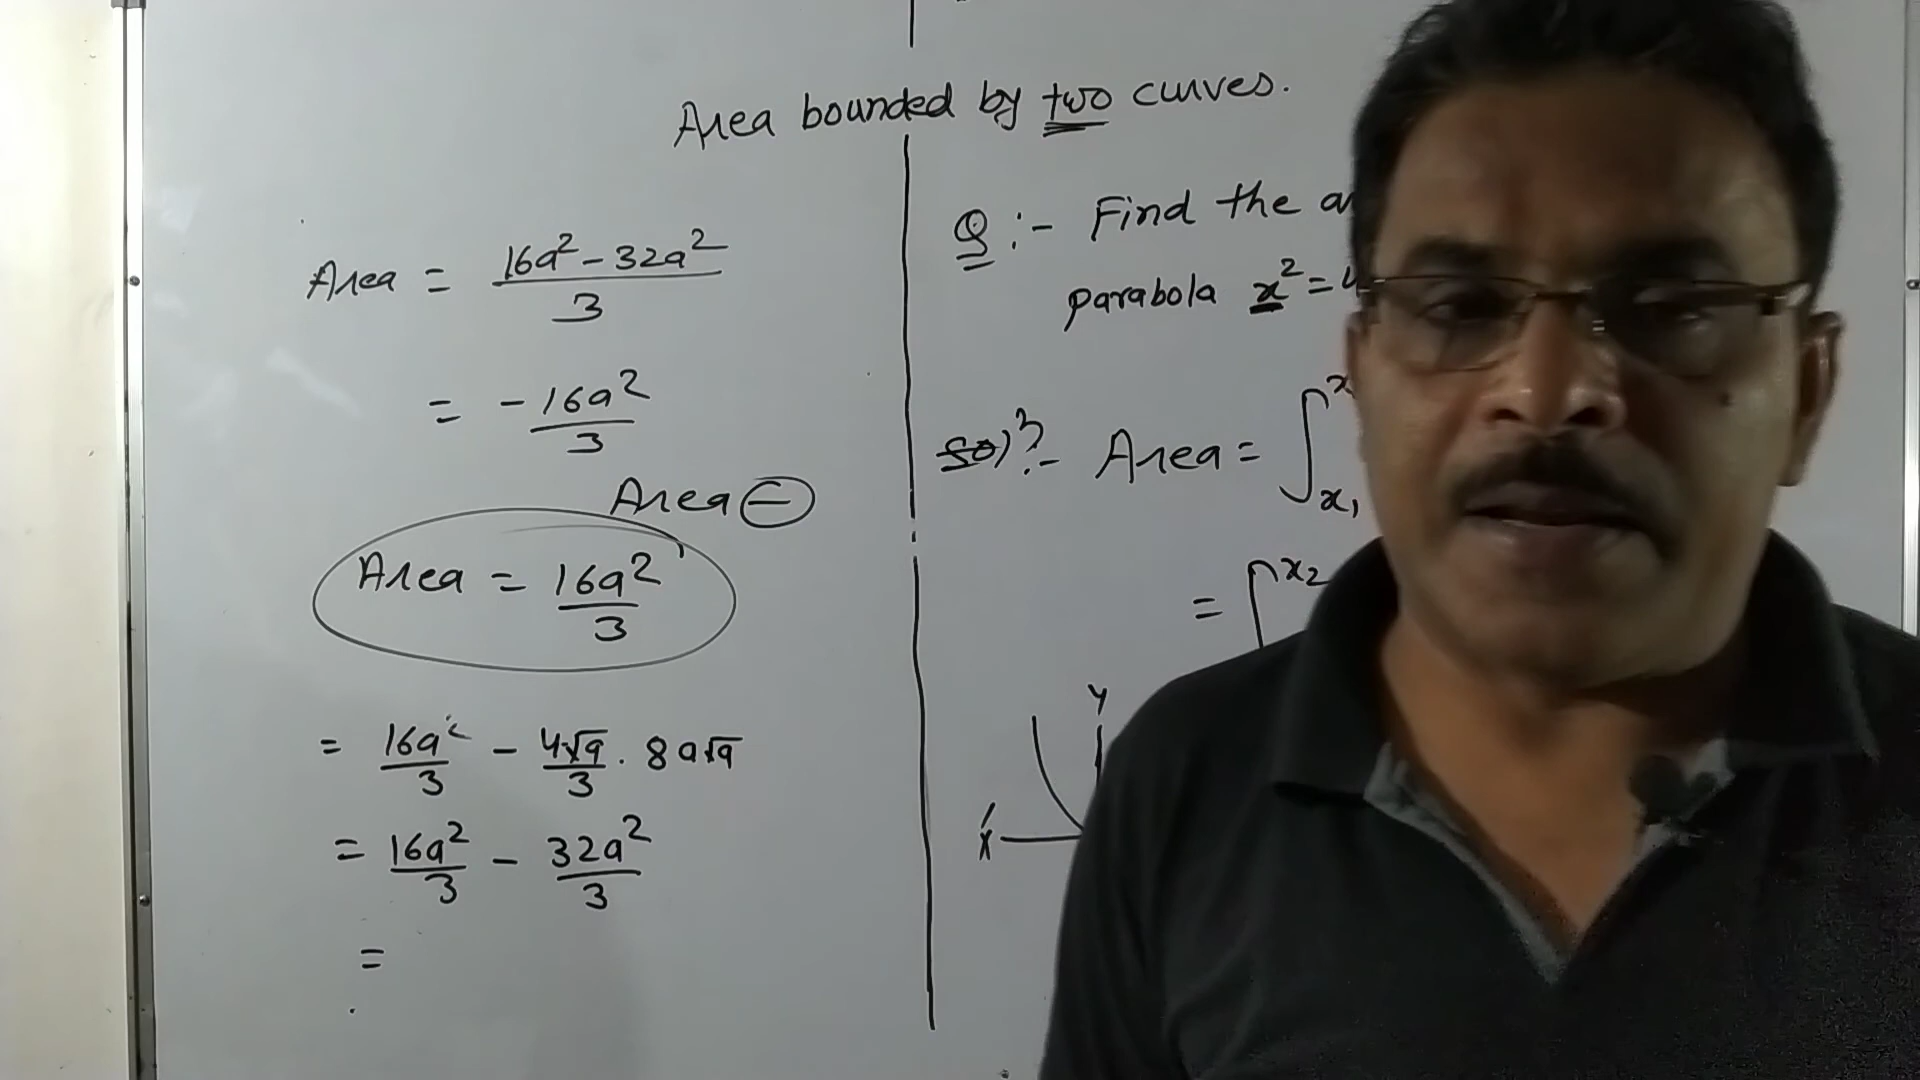 Area bounded by two curves.
Area = 16a² - 32a² / 3
= - 16a² / 3
Area -
Area = 16a² / 3
= 16a² / 3 - 4√a / 3 . 8a√a
= 16a² / 3 - 32a² / 3
=
Q :- Find the
parabola x² = 4
Sol? :- Area = ∫ x₁
= ∫ x₂
Y
X'